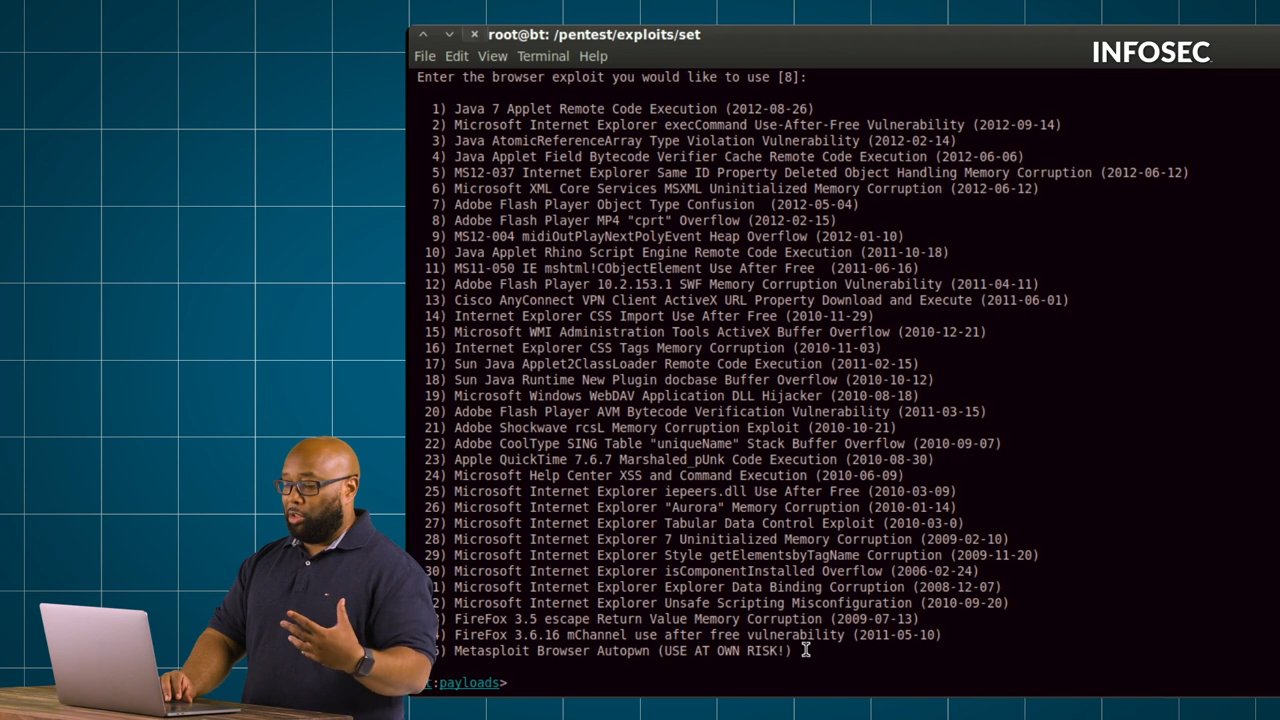 root@bt: /pentest/exploits/set
File Edit View Terminal Help
INFOSEC
Enter the browser exploit you would like to use [8]:
1) Java 7 Applet Remote Code Execution (2012-08-26)
2) Microsoft Internet Explorer execCommand Use-After-Free Vulnerability (2012-09-14)
3) Java AtomicReferenceArray Type Violation Vulnerability (2012-02-14)
4) Java Applet Field Bytecode Verifier Cache Remote Code Execution (2012-06-06)
5) MS12-037 Internet Explorer Same ID Property Deleted Object Handling Memory Corruption (2012-06-12)
6) Microsoft XML Core Services MSXML Uninitialized Memory Corruption (2012-06-12)
7) Adobe Flash Player Object Type Confusion  (2012-05-04)
8) Adobe Flash Player MP4 "cprt" Overflow (2012-02-15)
9) MS12-004 midiOutPlayNextPolyEvent Heap Overflow (2012-01-10)
10) Java Applet Rhino Script Engine Remote Code Execution (2011-10-18)
11) MS11-050 IE mshtml!CObjectElement Use After Free  (2011-06-16)
12) Adobe Flash Player 10.2.153.1 SWF Memory Corruption Vulnerability (2011-04-11)
13) Cisco AnyConnect VPN Client ActiveX URL Property Download and Execute (2011-06-01)
14) Internet Explorer CSS Import Use After Free (2010-11-29)
15) Microsoft WMI Administration Tools ActiveX Buffer Overflow (2010-12-21)
16) Internet Explorer CSS Tags Memory Corruption (2010-11-03)
17) Sun Java Applet2ClassLoader Remote Code Execution (2011-02-15)
18) Sun Java Runtime New Plugin docbase Buffer Overflow (2010-10-12)
19) Microsoft Windows WebDAV Application DLL Hijacker (2010-08-18)
20) Adobe Flash Player AVM Bytecode Verification Vulnerability (2011-03-15)
21) Adobe Shockwave rcsL Memory Corruption Exploit (2010-10-21)
22) Adobe CoolType SING Table "uniqueName" Stack Buffer Overflow (2010-09-07)
23) Apple QuickTime 7.6.7 Marshaled_pUnk Code Execution (2010-08-30)
24) Microsoft Help Center XSS and Command Execution (2010-06-09)
25) Microsoft Internet Explorer iepeers.dll Use After Free (2010-03-09)
26) Microsoft Internet Explorer "Aurora" Memory Corruption (2010-01-14)
27) Microsoft Internet Explorer Tabular Data Control Exploit (2010-03-0)
28) Microsoft Internet Explorer 7 Uninitialized Memory Corruption (2009-02-10)
29) Microsoft Internet Explorer Style getElementsbyTagName Corruption (2009-11-20)
30) Microsoft Internet Explorer isComponentInstalled Overflow (2006-02-24)
1) Microsoft Internet Explorer Explorer Data Binding Corruption (2008-12-07)
2) Microsoft Internet Explorer Unsafe Scripting Misconfiguration (2010-09-20)
) FireFox 3.5 escape Return Value Memory Corruption (2009-07-13)
) FireFox 3.6.16 mChannel use after free vulnerability (2011-05-10)
) Metasploit Browser Autopwn (USE AT OWN RISK!)
:payloads>